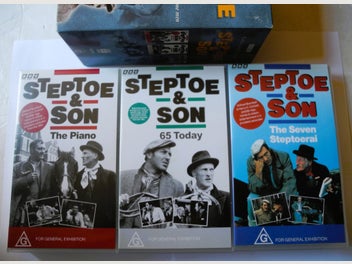 BBC
STEPTOE
& SON
The Piano
G
FOR GENERAL EXHIBITION
BBC
STEPTOE
& SON
65 Today
G
FOR GENERAL EXHIBITION
BBC
STEPTOE
& SON
The Seven
Steptoerai
G
FOR GENERAL EXHIBITION